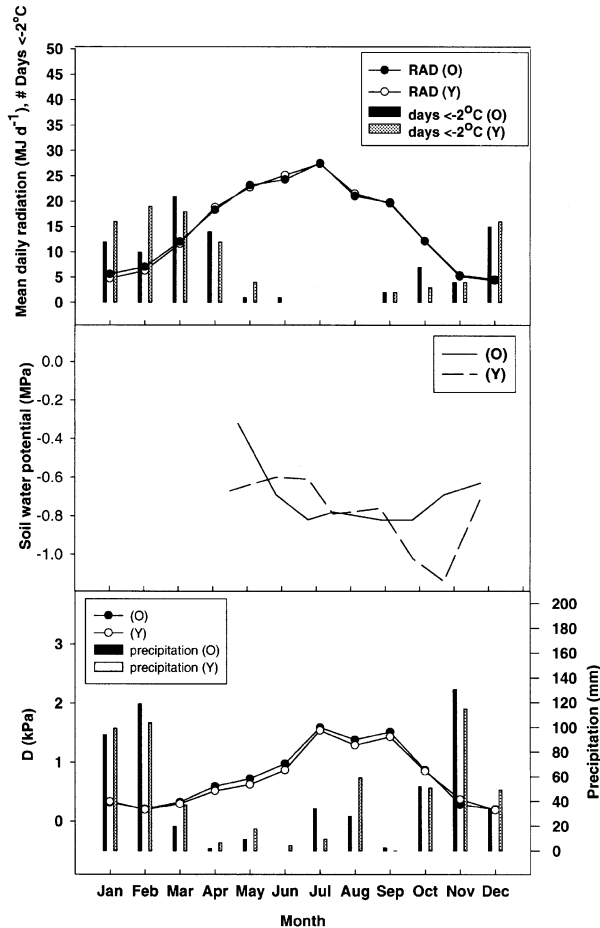 Mean daily radiation (MJ d-1), # Days <-2°C
50
45
40
35
30
25
20
15
10
5
0
RAD (O)
RAD (Y)
days <-2°C (O)
days <-2°C (Y)
Soil water potential (MPa)
0.0
-0.2
-0.4
-0.6
-0.8
-1.0
(O)
(Y)
D (kPa)
3
2
1
0
(O)
(Y)
precipitation (O)
precipitation (Y)
200
180
160
140
120
100
80
60
40
20
0
Precipitation (mm)
Jan Feb Mar Apr May Jun Jul Aug Sep Oct Nov Dec
Month